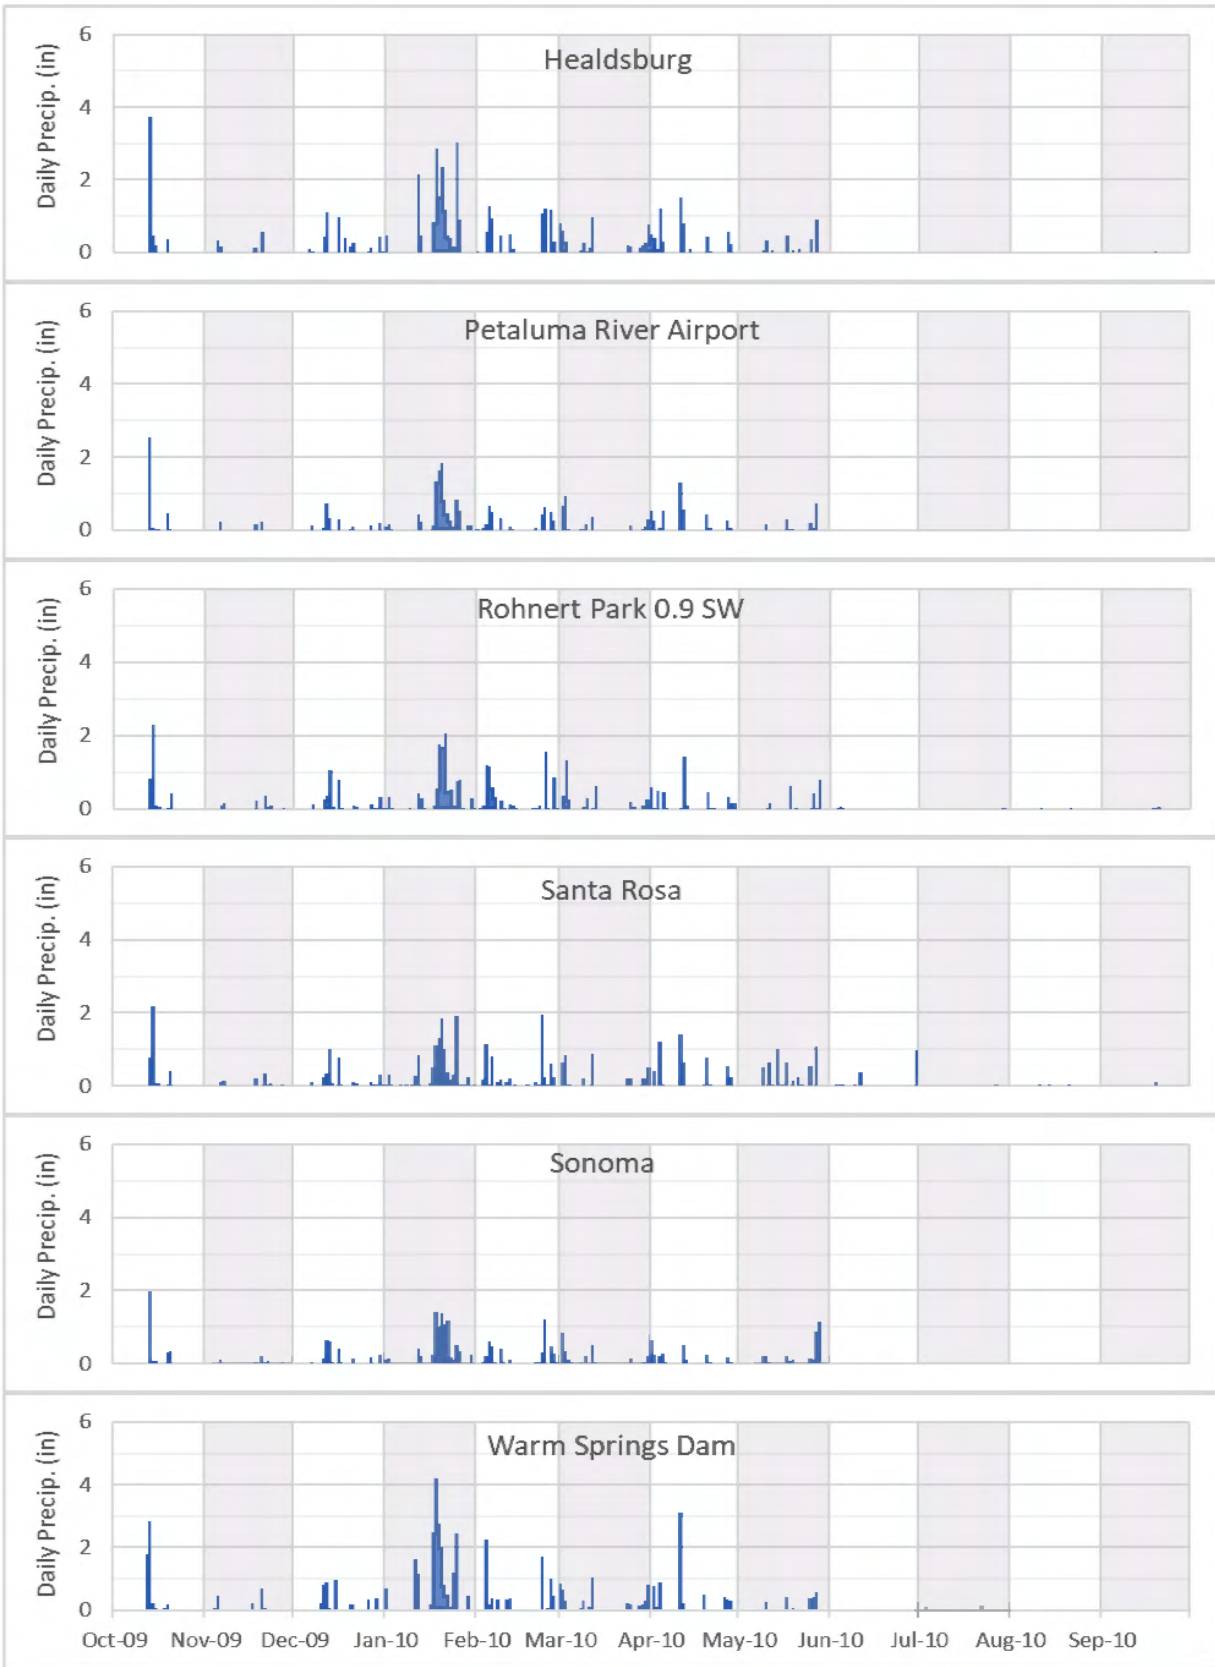 Healdsburg
Daily Precip. (in)
6
4
2
0
Petaluma River Airport
Daily Precip. (in)
6
4
2
0
Rohnert Park 0.9 SW
Daily Precip. (in)
6
4
2
0
Santa Rosa
Daily Precip. (in)
6
4
2
0
Sonoma
Daily Precip. (in)
6
4
2
0
Warm Springs Dam
Daily Precip. (in)
6
4
2
0
Oct-09 Nov-09 Dec-09 Jan-10 Feb-10 Mar-10 Apr-10 May-10 Jun-10 Jul-10 Aug-10 Sep-10